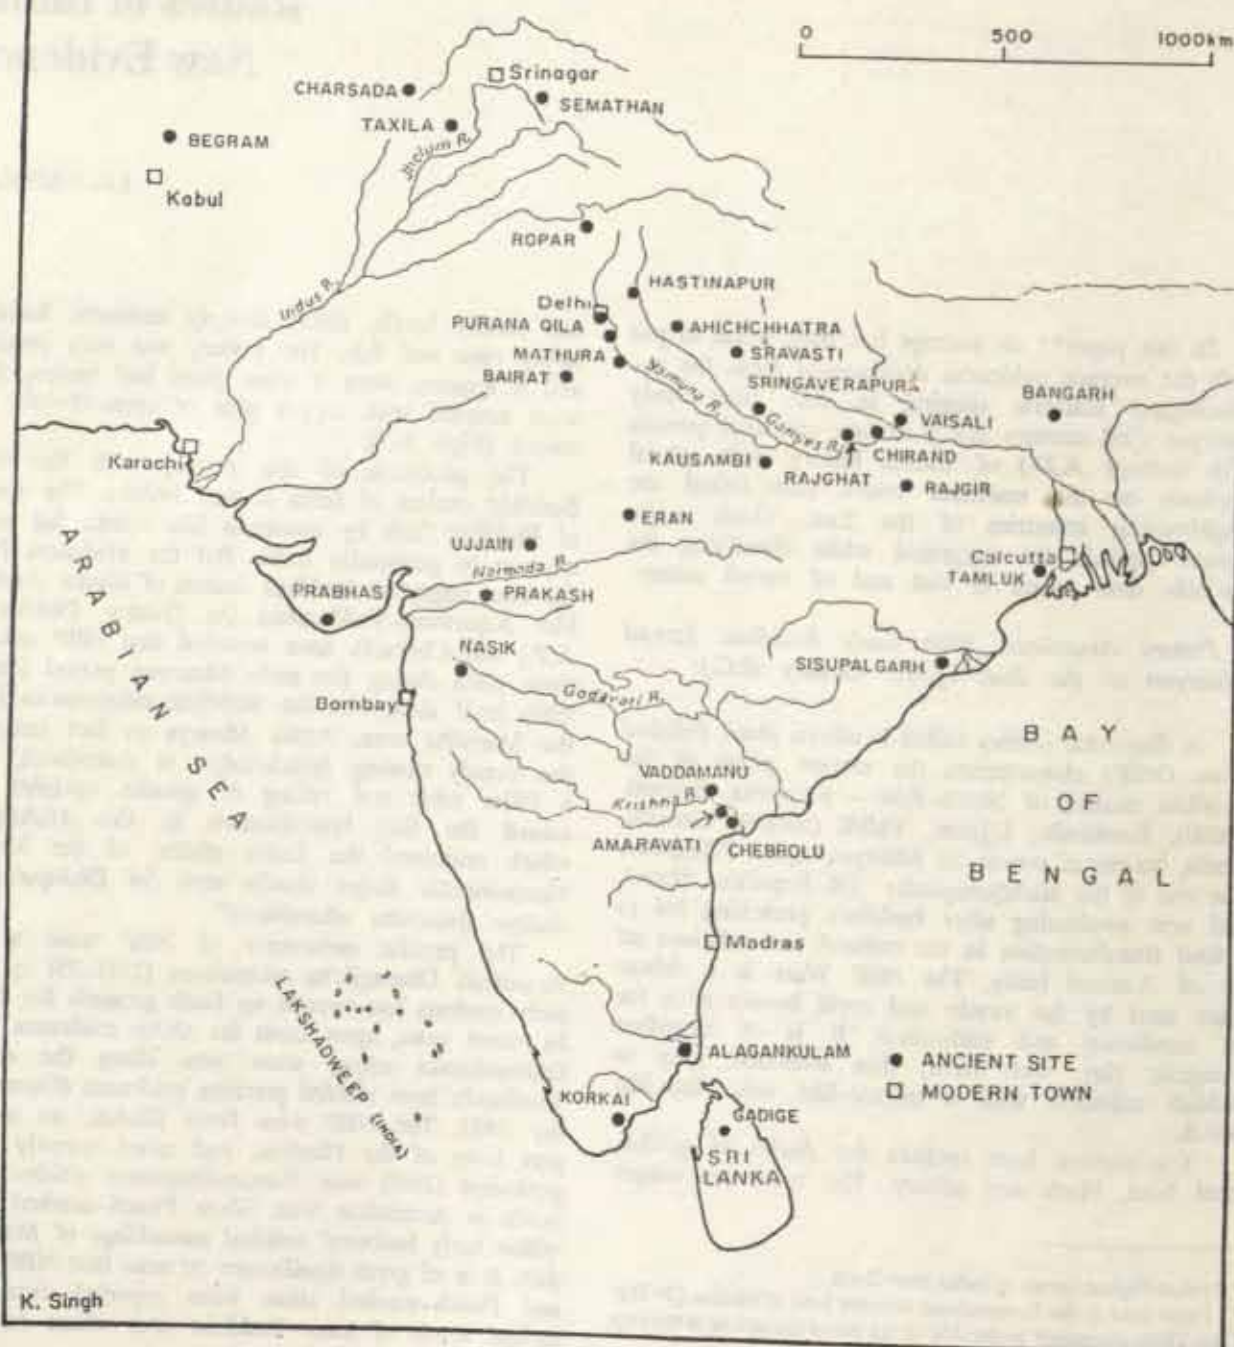 0 500 1000km
Srinagar
CHARSADA
SEMATHAN
TAXILA
BEGRAM
Jhelum R.
Kabul
ROPAR
HASTINAPUR
Indus R.
Delhi
PURANA QILA
AHICHCHHATRA
MATHURA
SRAVASTI
BAIRAT
Yamuna R.
SRINGAVERAPURA
BANGARH
Ganges R.
VAISALI
Karachi
KAUSAMBI
CHIRAND
RAJGHAT
RAJGIR
ERAN
UJJAIN
Calcutta
Narmada R.
TAMLUK
PRABHAS
PRAKASH
ARABIAN SEA
NASIK
SISUPALGARH
Godavari R.
Bombay
BAY
OF
BENGAL
VADDAMANU
Krishna R.
AMARAVATI
CHEBROLU
Madras
LAKSHADWEEP (INDIA)
ALAGANKULAM
ANCIENT SITE
MODERN TOWN
KORKAI
GADIGE
SRI
LANKA
K. Singh